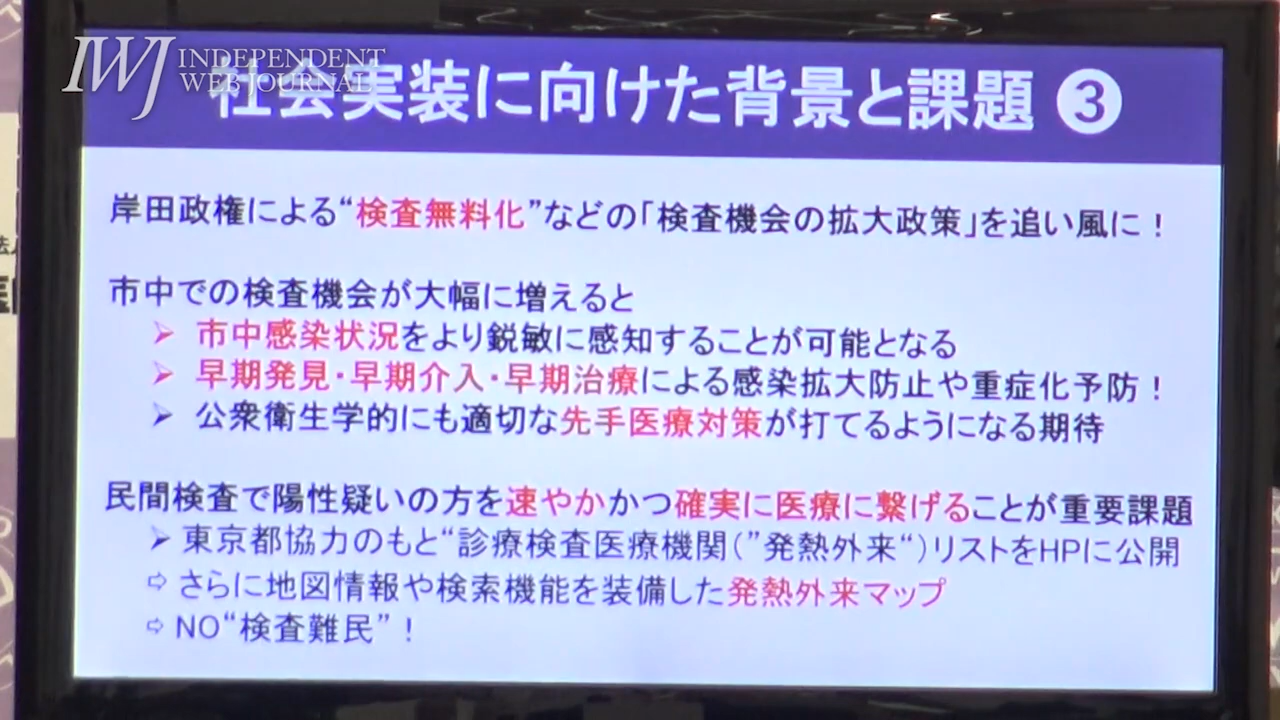 IWJ INDEPENDENT
WEB JOURNAL
社会実装に向けた背景と課題 ❸
岸田政権による“検査無料化”などの「検査機会の拡大政策」を追い風に！
市中での検査機会が大幅に増えると
➢ 市中感染状況をより鋭敏に感知することが可能となる
➢ 早期発見・早期介入・早期治療による感染拡大防止や重症化予防！
➢ 公衆衛生学的にも適切な先手医療対策が打てるようになる期待
民間検査で陽性疑いの方を速やかかつ確実に医療に繋げることが重要課題
➢ 東京都協力のもと“診療検査医療機関(”発熱外来“)リストをHPに公開
⇨ さらに地図情報や検索機能を装備した発熱外来マップ
⇨ NO“検査難民”！